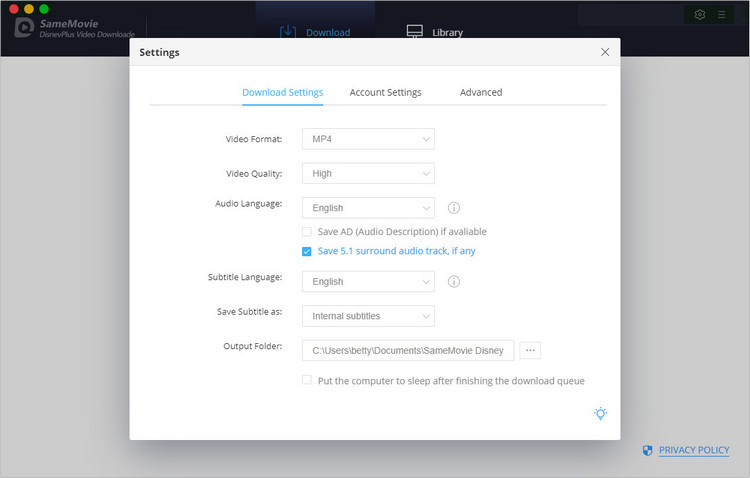 SameMovie
DisneyPlus Video Downloade
Download
Library
Settings
Download Settings
Account Settings
Advanced
Video Format:
MP4
Video Quality:
High
Audio Language:
English
Save AD (Audio Description) if avaliable
Save 5.1 surround audio track, if any
Subtitle Language:
English
Save Subtitle as:
Internal subtitles
Output Folder:
C:\Users\betty\Documents\SameMovie Disney
...
Put the computer to sleep after finishing the download queue
PRIVACY POLICY